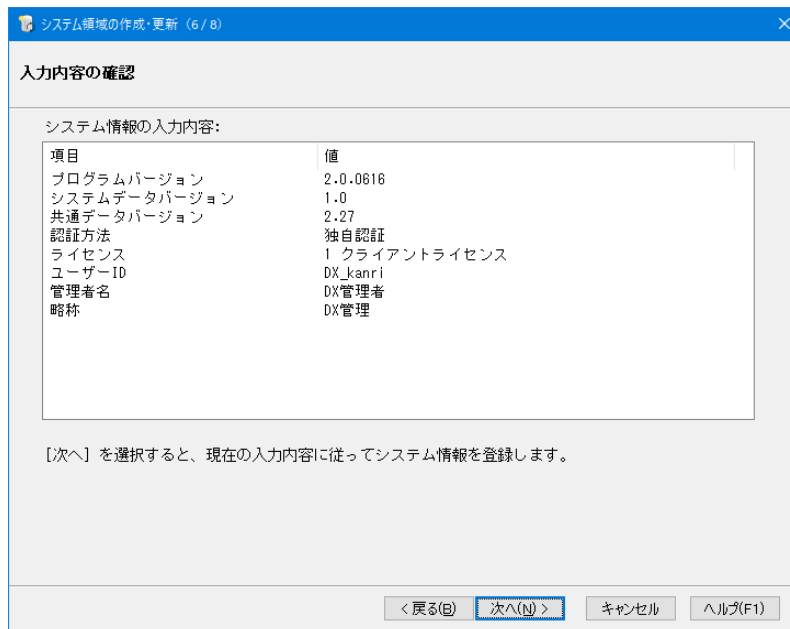 システム領域の作成・更新（6/8）
入力内容の確認
システム情報の入力内容:
項目 値
プログラムバージョン 2.0.0616
システムデータバージョン 1.0
共通データバージョン 2.27
認証方法 独自認証
ライセンス 1 クライアントライセンス
ユーザーID DX_kanri
管理者名 DX管理者
略称 DX管理
［次へ］を選択すると、現在の入力内容に従ってシステム情報を登録します。
< 戻る(B) 次へ(N) > キャンセル ヘルプ(F1)